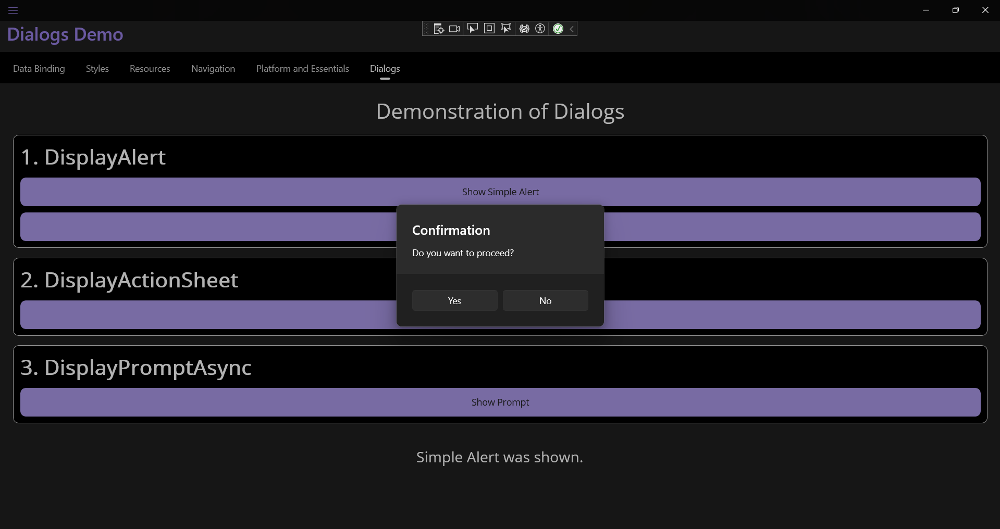 Dialogs Demo
Data Binding
Styles
Resources
Navigation
Platform and Essentials
Dialogs
Demonstration of Dialogs
1. DisplayAlert
Show Simple Alert
Confirmation
Do you want to proceed?
Yes
No
2. DisplayActionSheet
3. DisplayPromptAsync
Show Prompt
Simple Alert was shown.